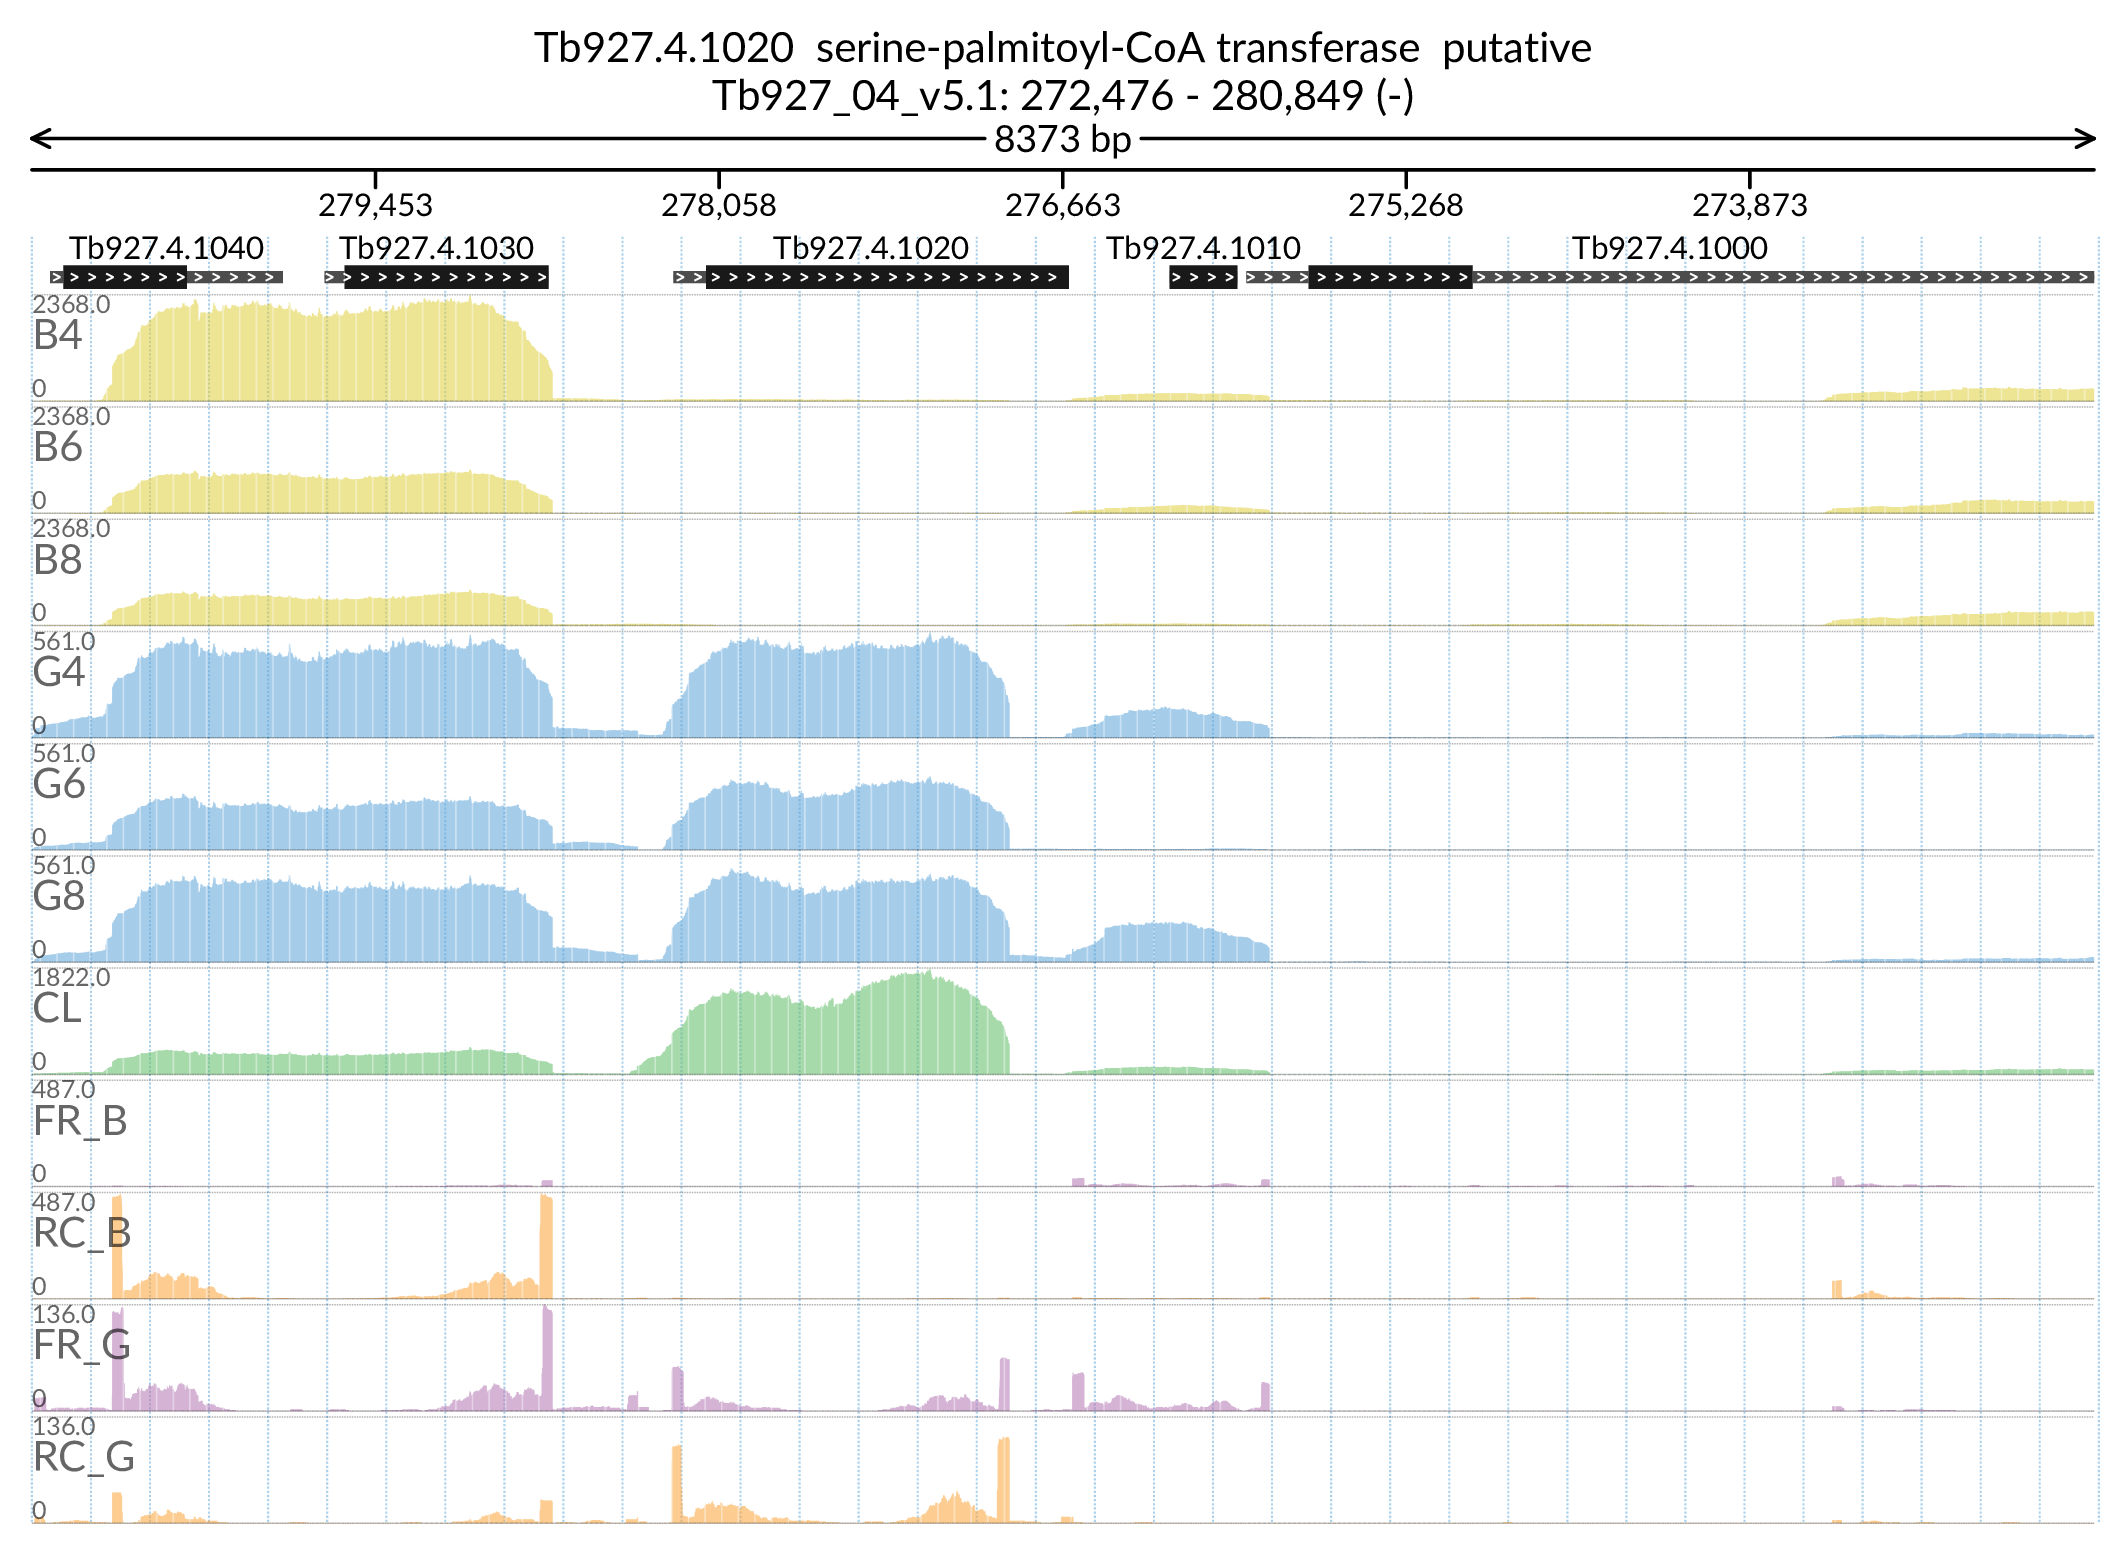 Tb927.4.1020 serine-palmitoyl-CoA transferase putative
Tb927_04_v5.1: 272,476 - 280,849 (-)
8373 bp
279,453 278,058 276,663 275,268 273,873
Tb927.4.1040 Tb927.4.1030 Tb927.4.1020 Tb927.4.1010 Tb927.4.1000
2368.0
B4
0
2368.0
B6
0
2368.0
B8
0
561.0
G4
0
561.0
G6
0
561.0
G8
0
1822.0
CL
0
487.0
FR_B
0
487.0
RC_B
0
136.0
FR_G
0
136.0
RC_G
0